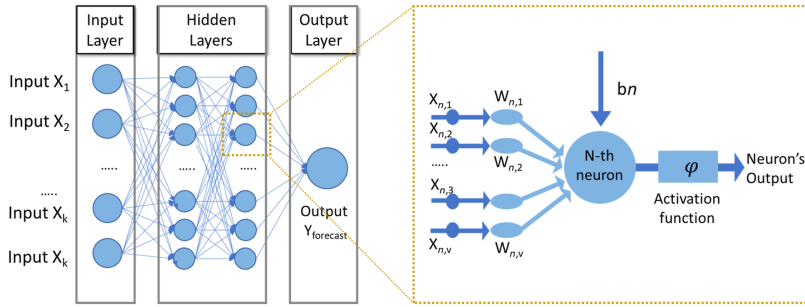 Input
Layer
Hidden
Layers
Output
Layer
Input X1
Input X2
.....
.....
Input Xk
Input Xk
.....
.....
Output
Yforecast
Xn,1
Xn,2
.....
Xn,3
Xn,v
Wn,1
Wn,2
Wn,ν
Wn,v
bn
N-th
neuron
φ
Activation
function
Neuron's
Output